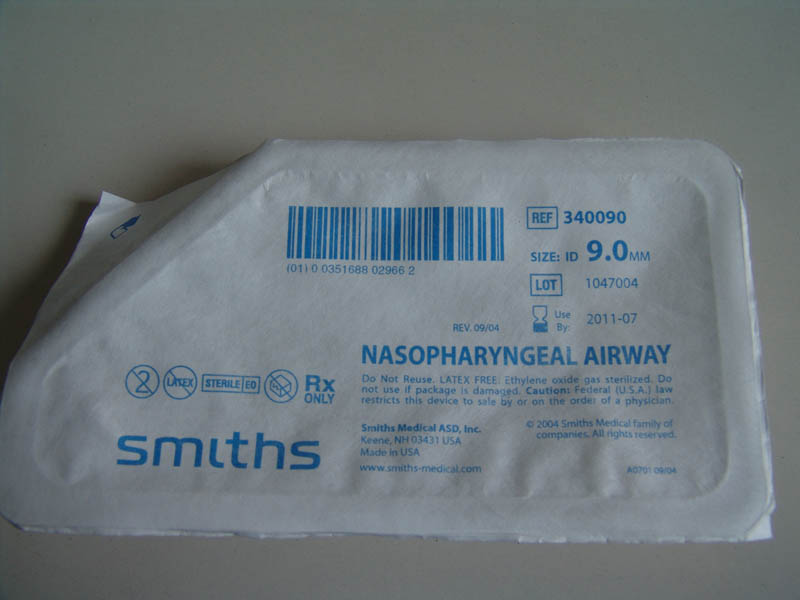 (01) 0 0351688 02966 2
REF 340090
SIZE: ID 9.0MM
LOT 1047004
Use By: 2011-07
REV. 09/04
NASOPHARYNGEAL AIRWAY
Do Not Reuse. LATEX FREE: Ethylene oxide gas sterilized. Do
not use if package is damaged. Caution: Federal (U.S.A.) law
restricts this device to sale by or on the order of a physician.
2 LATEX STERILE EO Rx ONLY
smiths
Smiths Medical ASD, Inc.
Keene, NH 03431 USA
Made in USA
www.smiths-medical.com
© 2004 Smiths Medical family of
companies. All rights reserved.
A0701 09/04